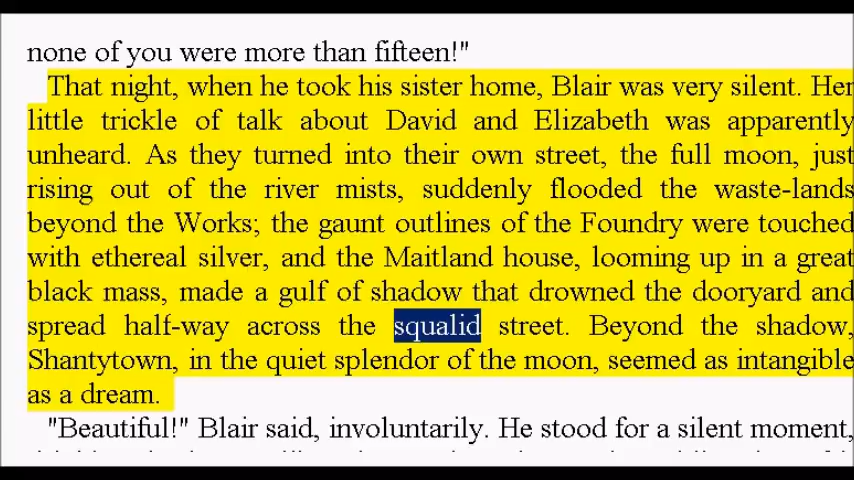 none of you were more than fifteen!"
That night, when he took his sister home, Blair was very silent. Her
little trickle of talk about David and Elizabeth was apparently
unheard. As they turned into their own street, the full moon, just
rising out of the river mists, suddenly flooded the waste-lands
beyond the Works; the gaunt outlines of the Foundry were touched
with ethereal silver, and the Maitland house, looming up in a great
black mass, made a gulf of shadow that drowned the dooryard and
spread half-way across the squalid street. Beyond the shadow,
Shantytown, in the quiet splendor of the moon, seemed as intangible
as a dream.
"Beautiful!" Blair said, involuntarily. He stood for a silent moment,